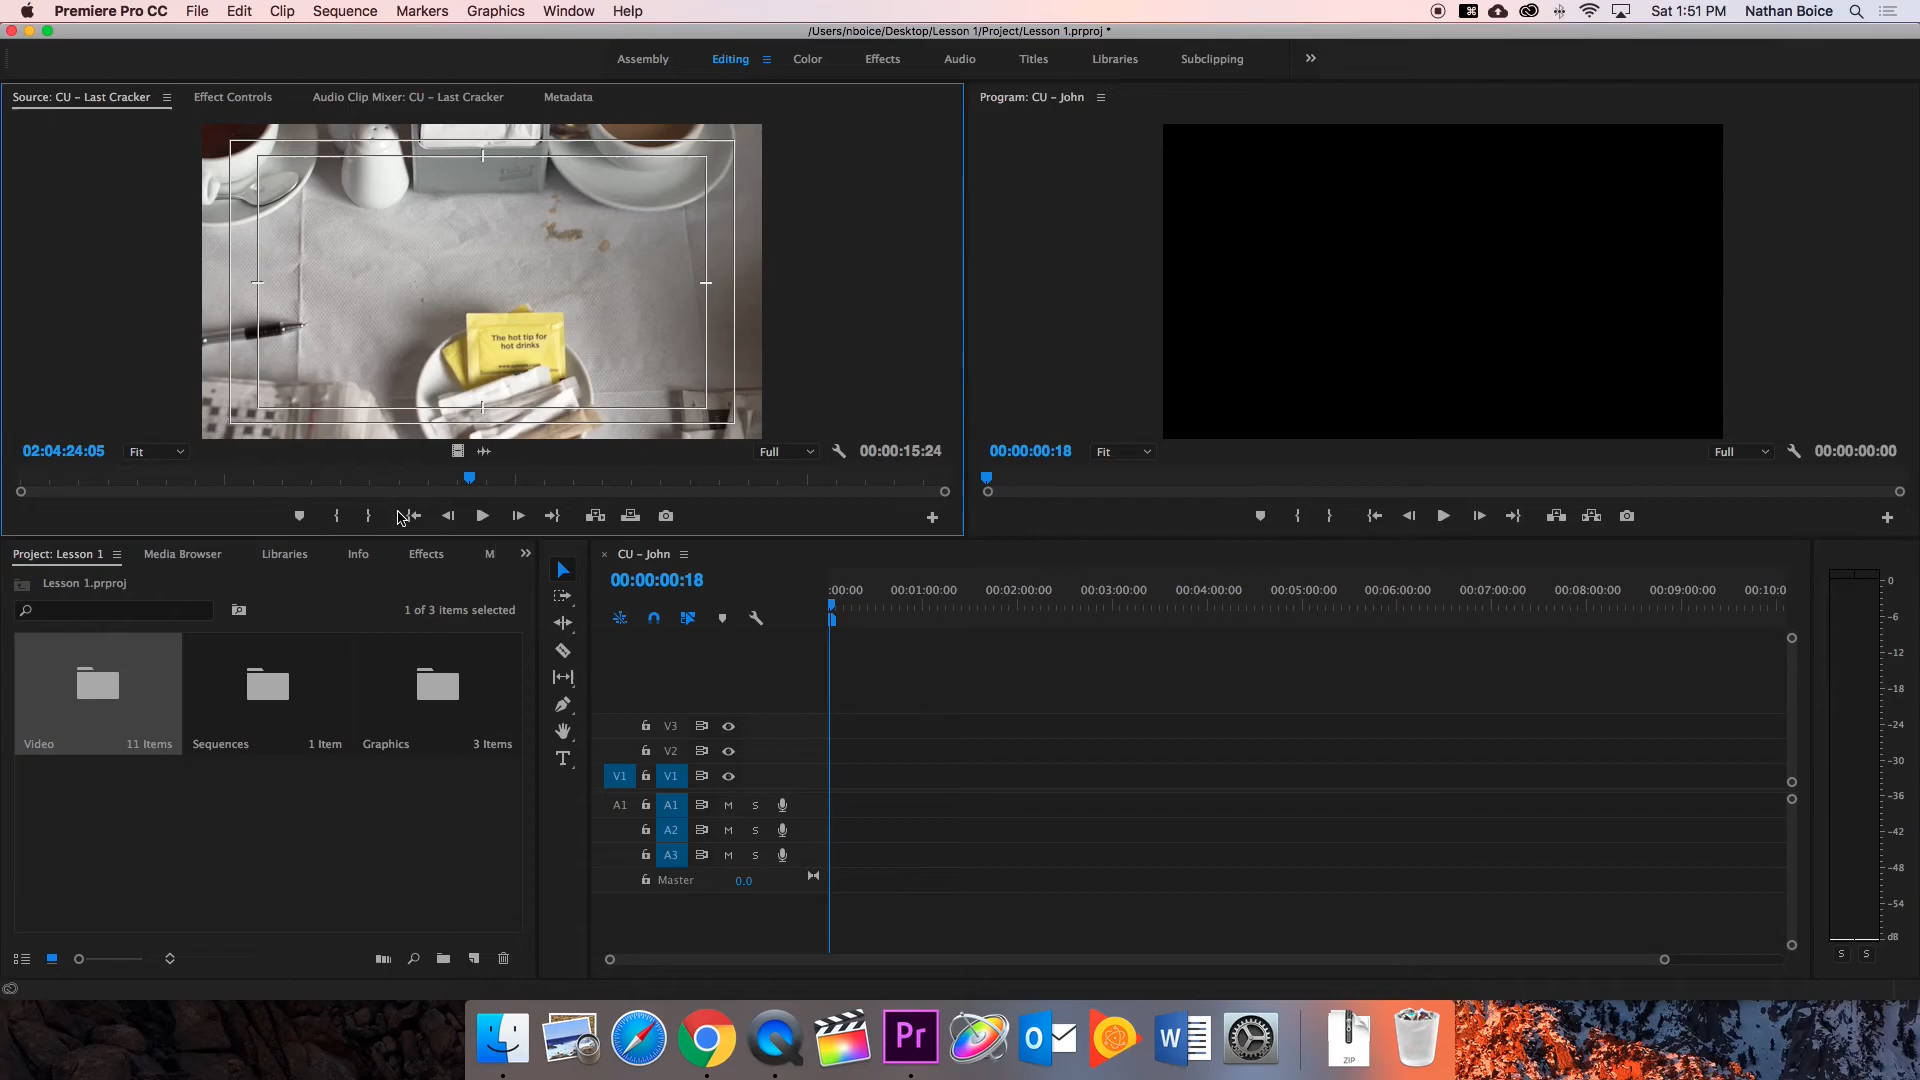 Premiere Pro CC File Edit Clip Sequence Markers Graphics Window Help Sat 1:51 PM Nathan Boice
/Users/nboice/Desktop/Lesson 1/Project/Lesson 1.prproj *
Assembly Editing Color Effects Audio Titles Libraries Subclipping
Source: CU – Last Cracker Effect Controls Audio Clip Mixer: CU – Last Cracker Metadata
Program: CU – John
The hot tip for
hot drinks
02:04:24:05 Fit Full 00:00:15:24
00:00:00:18 Fit Full 00:00:00:00
Project: Lesson 1 Media Browser Libraries Info Effects M
Lesson 1.prproj
1 of 3 items selected
Video 11 Items Sequences 1 Item Graphics 3 Items
× CU – John
00:00:00:18
:00:00 00:01:00:00 00:02:00:00 00:03:00:00 00:04:00:00 00:05:00:00 00:06:00:00 00:07:00:00 00:08:00:00 00:09:00:00 00:10:0
V3
V2
V1 V1
A1 A1 M S
A2 M S
A3 M S
Master 0.0
0
-6
-12
-18
-24
-30
-36
-42
-48
-54
dB
S S
Pr
W
ZIP